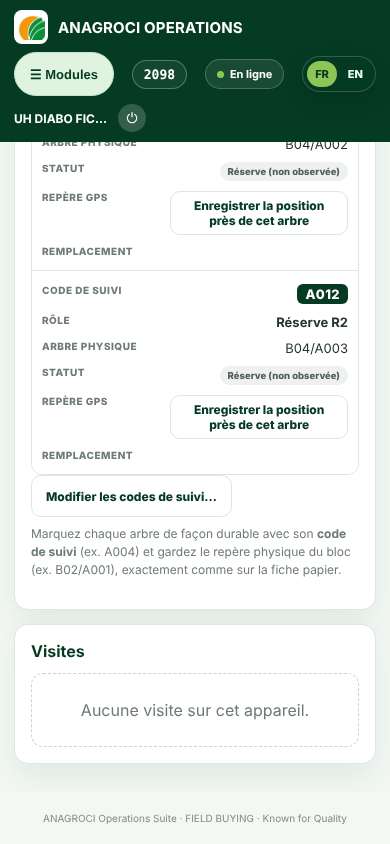 ANAGROCI OPERATIONS
☰ Modules
2098
En ligne
FR
EN
UH DIABO FIC...
ARBRE PHYSIQUE
B04/A002
STATUT
Réserve (non observée)
REPÈRE GPS
Enregistrer la position
près de cet arbre
REMPLACEMENT
CODE DE SUIVI
A012
RÔLE
Réserve R2
ARBRE PHYSIQUE
B04/A003
STATUT
Réserve (non observée)
REPÈRE GPS
Enregistrer la position
près de cet arbre
REMPLACEMENT
Modifier les codes de suivi...
Marquez chaque arbre de façon durable avec son code
de suivi (ex. A004) et gardez le repère physique du bloc
(ex. B02/A001), exactement comme sur la fiche papier.
Visites
Aucune visite sur cet appareil.
ANAGROCI Operations Suite · FIELD BUYING · Known for Quality